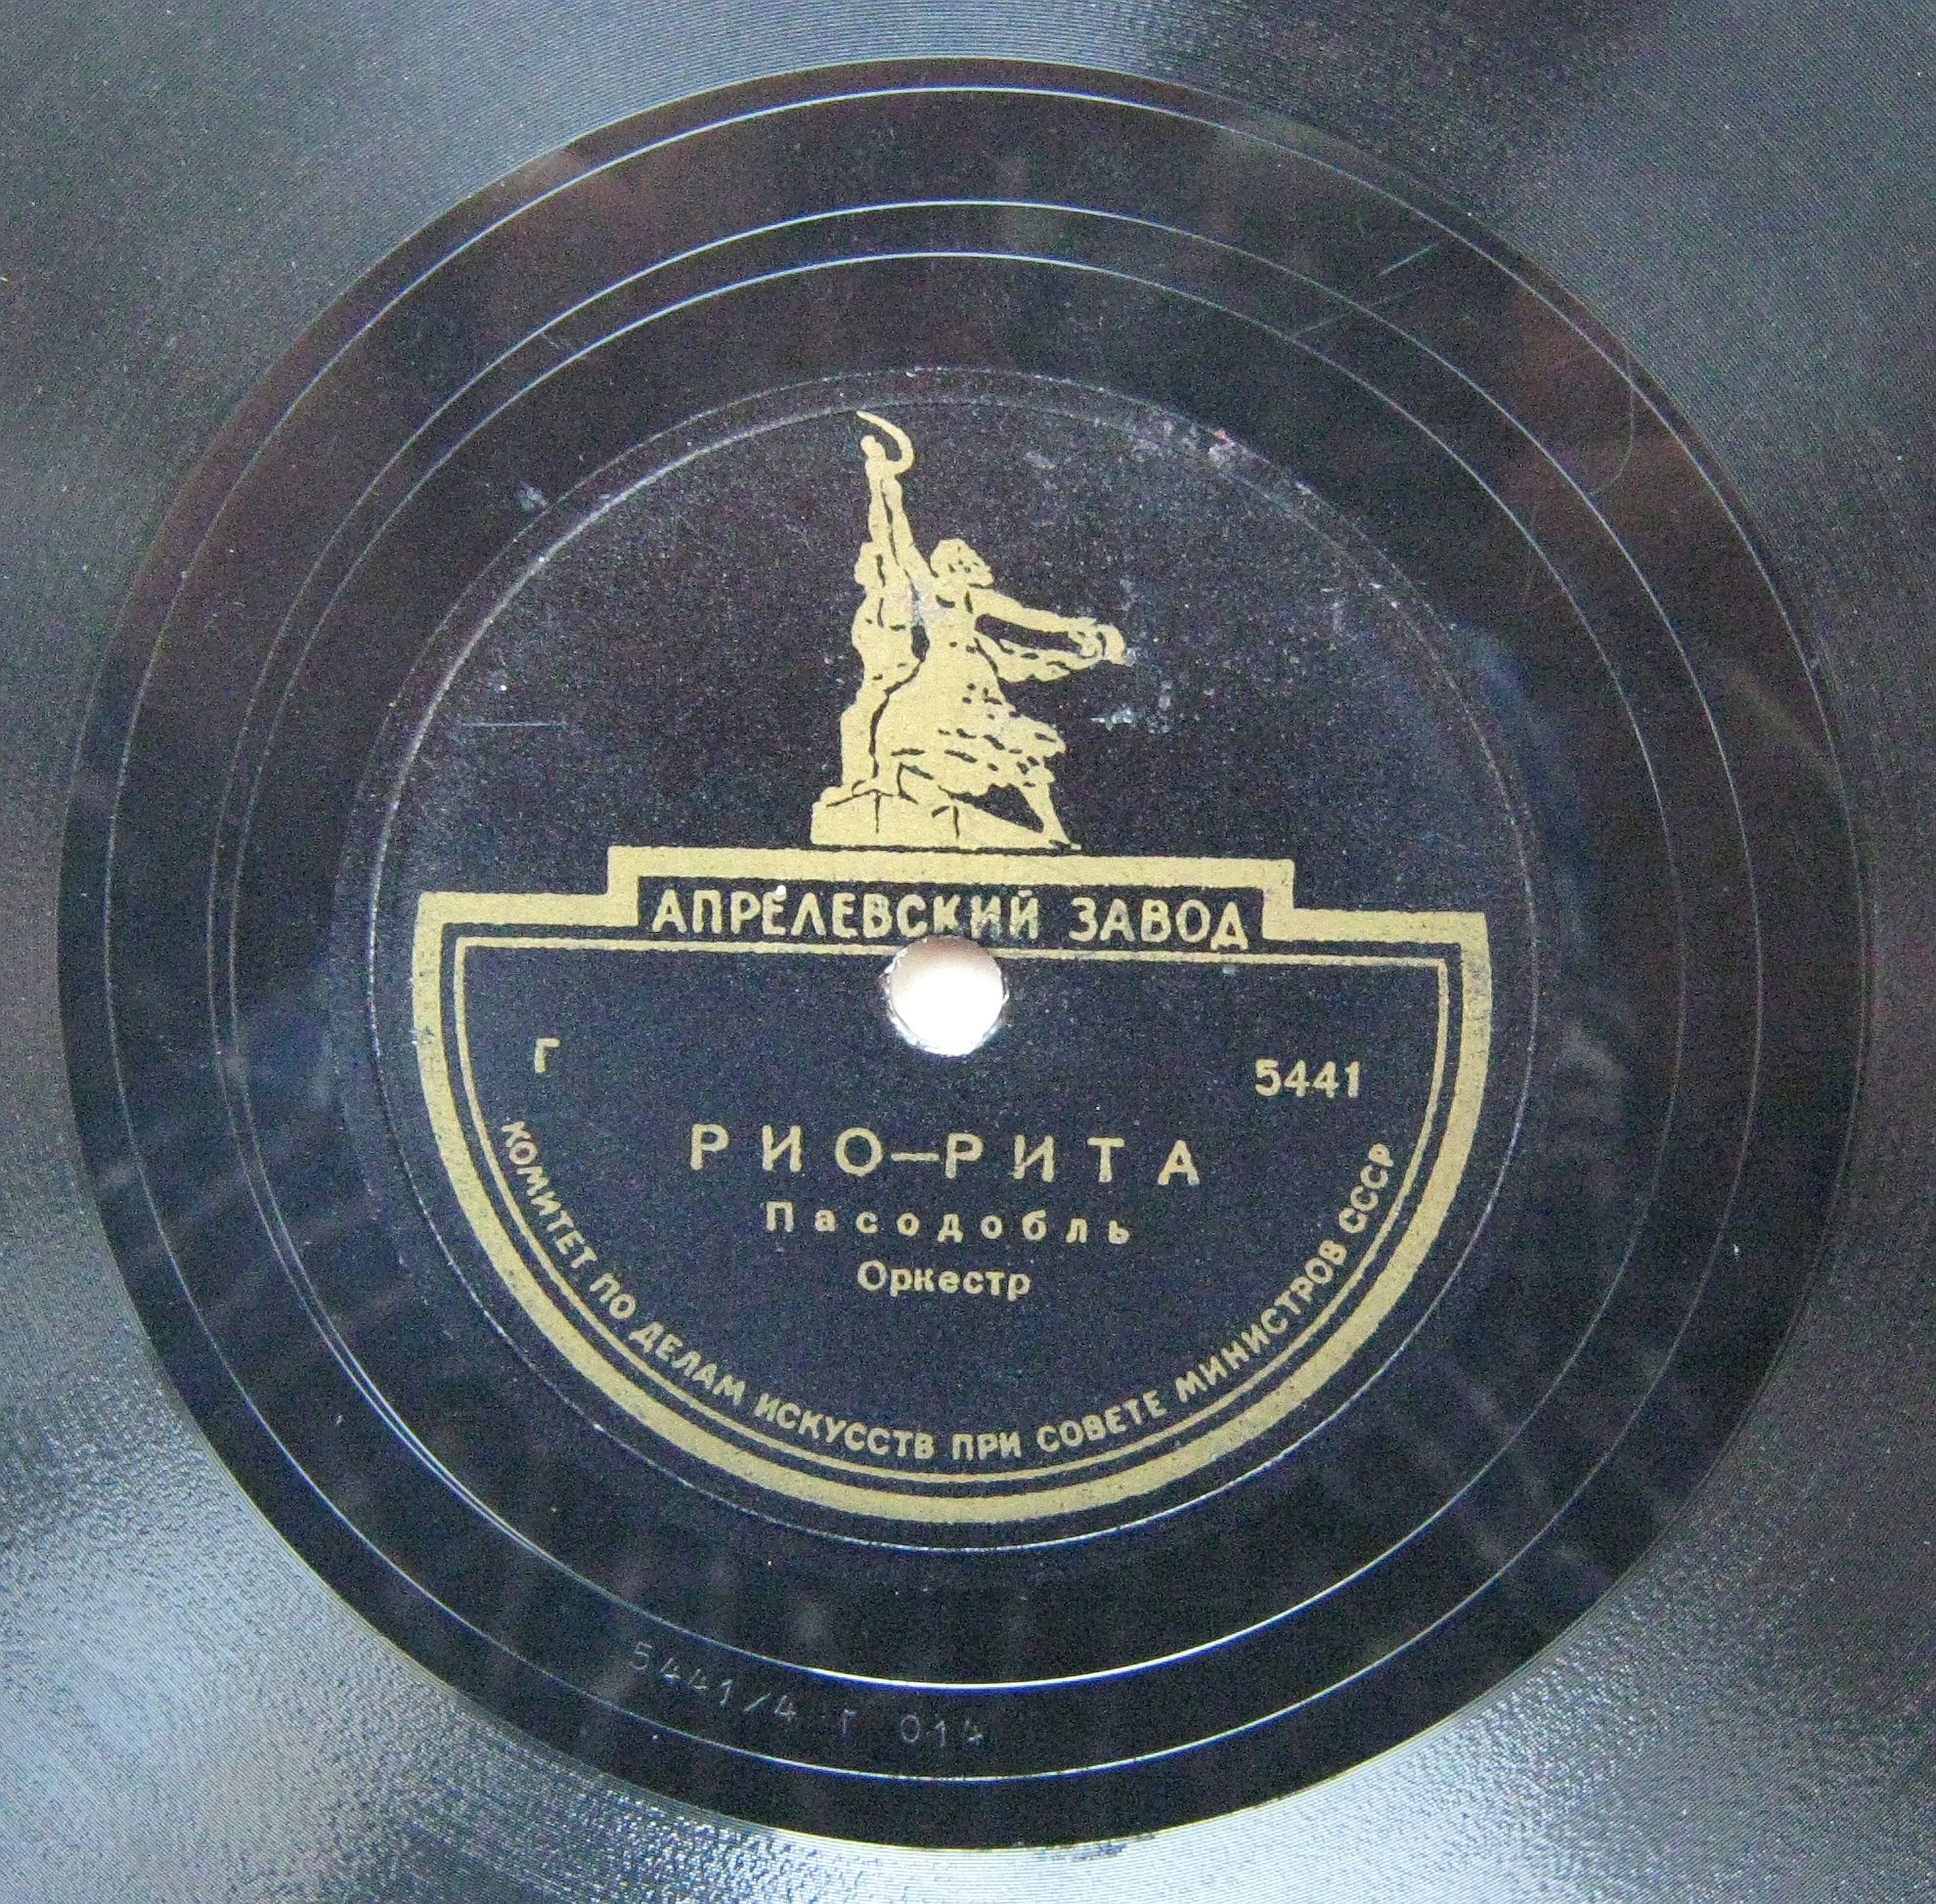 АПРЕЛЕВСКИЙ ЗАВОД
Г 5441
РИО—РИТА
Пасодобль
Оркестр
КОМИТЕТ ПО ДЕЛАМ ИСКУССТВ ПРИ СОВЕТЕ МИНИСТРОВ СССР
5441/4 г 014